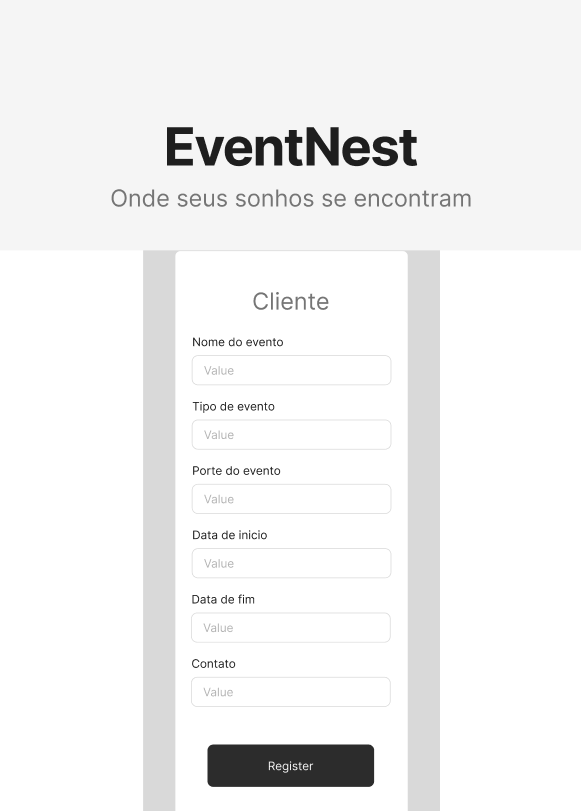 EventNest
Onde seus sonhos se encontram
Cliente
Nome do evento
Value
Tipo de evento
Value
Porte do evento
Value
Data de inicio
Value
Data de fim
Value
Contato
Value
Register